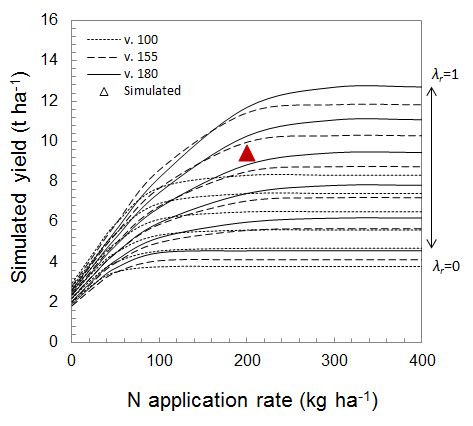 16
14
12
10
8
6
4
2
0
Simulated yield (t ha-1)
v. 100
v. 155
v. 180
Simulated
λr=1
λr=0
0 100 200 300 400
N application rate (kg ha-1)